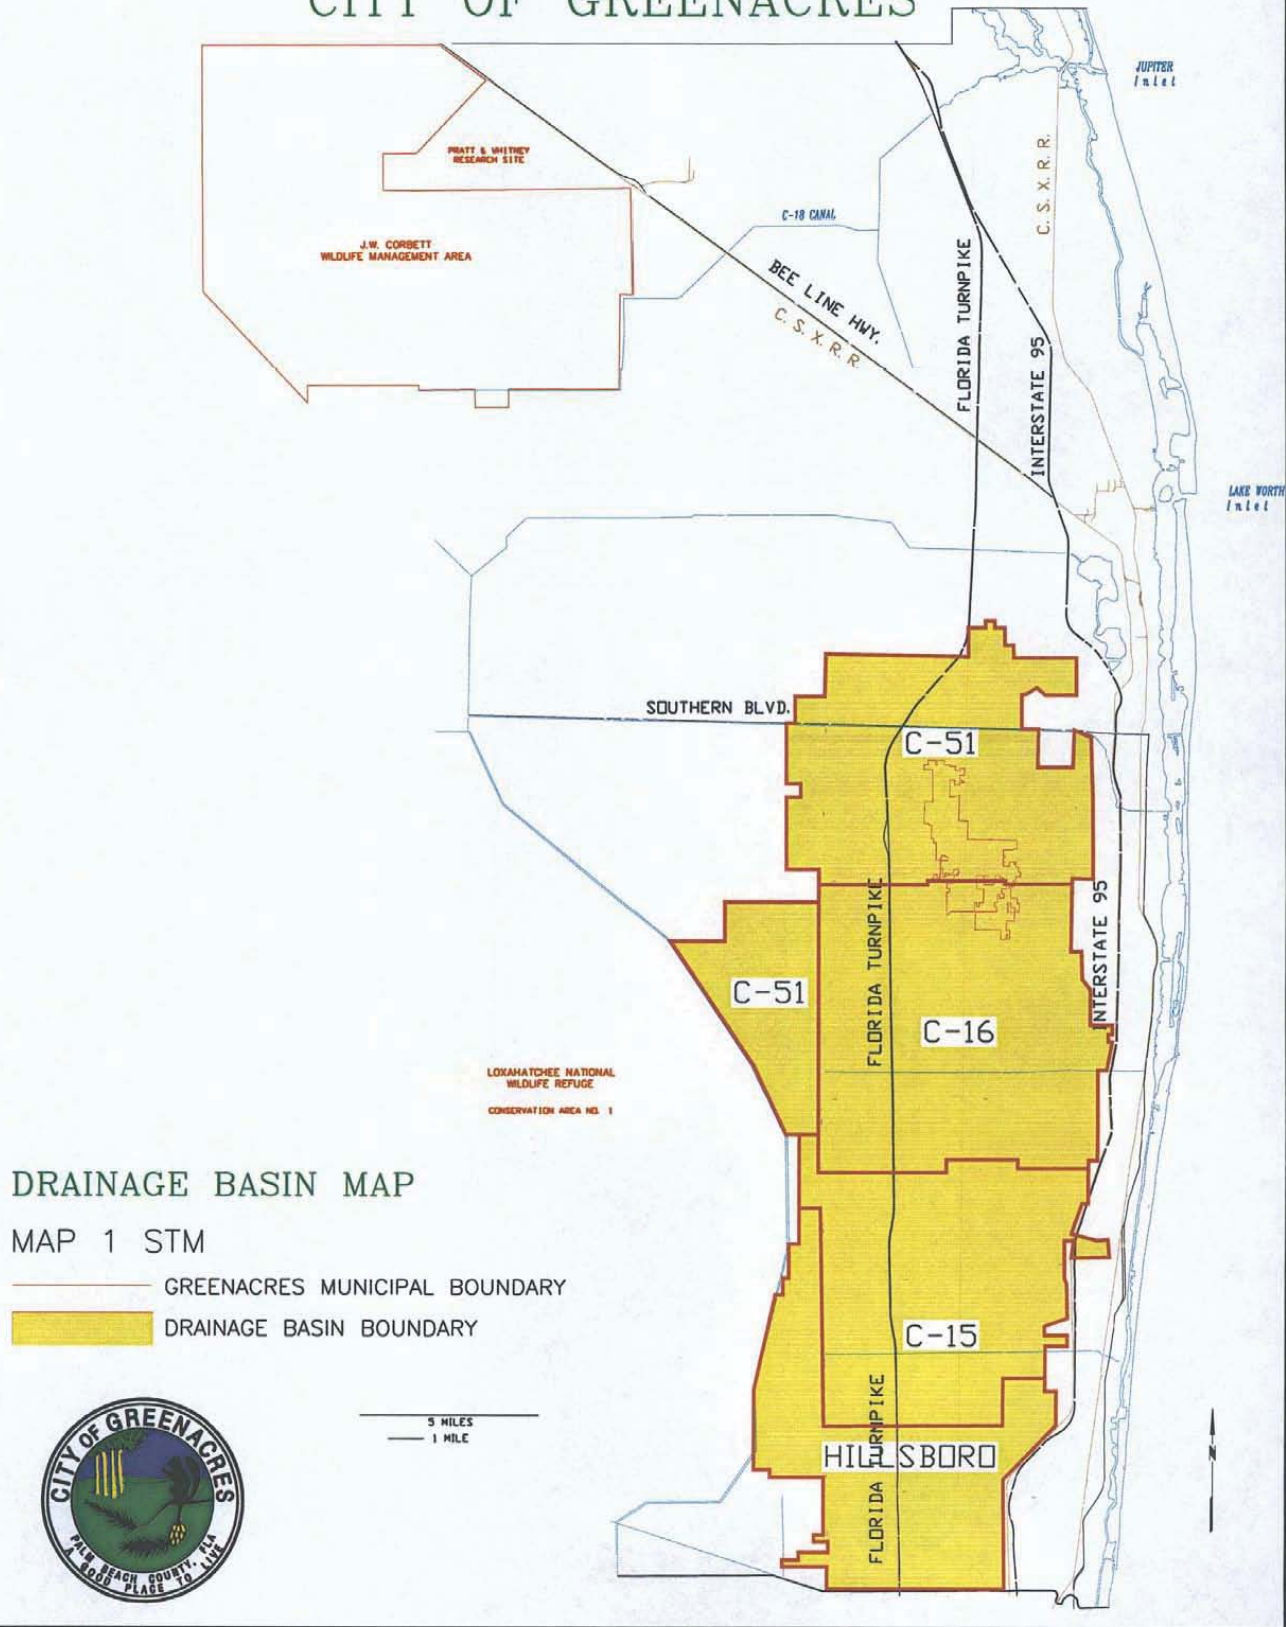 CITY OF GREENACRES
JUPITER
Inlet
PRATT & WHITNEY
RESEARCH SITE
C. S. X. R. R.
C-18 CANAL
J.W. CORBETT
WILDLIFE MANAGEMENT AREA
BEE LINE HWY.
C. S. X. R. R.
FLORIDA TURNPIKE
INTERSTATE 95
LAKE WORTH
Inlet
SOUTHERN BLVD.
C-51
FLORIDA TURNPIKE
INTERSTATE 95
C-51
C-16
LOXAHATCHEE NATIONAL
WILDLIFE REFUGE
CONSERVATION AREA NO. 1
DRAINAGE BASIN MAP
MAP 1 STM
GREENACRES MUNICIPAL BOUNDARY
DRAINAGE BASIN BOUNDARY
C-15
FLORIDA TURNPIKE
HILLSBORO
5 MILES
1 MILE
N
CITY OF GREENACRES
PALM BEACH COUNTY, FLA
A GOOD PLACE TO LIVE